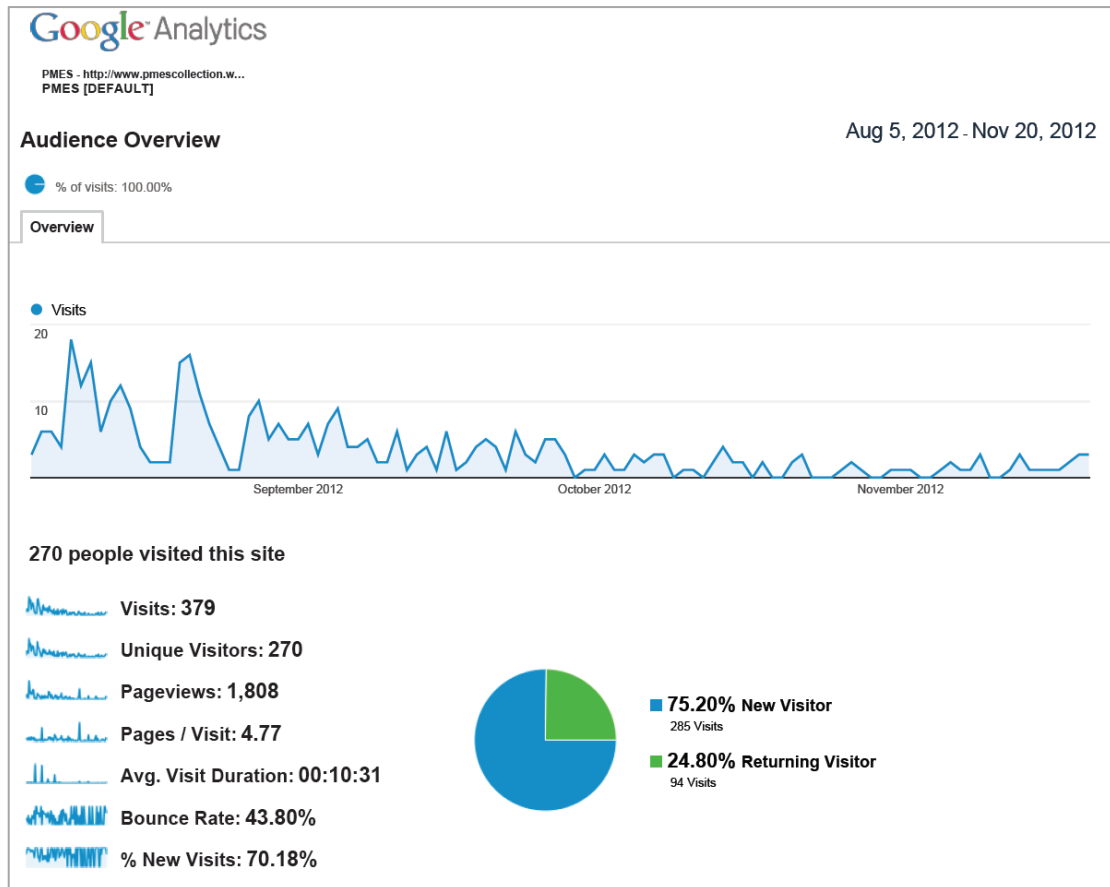 Google Analytics
PMES - http://www.pmescollection.w...
PMES [DEFAULT]
Audience Overview
Aug 5, 2012 - Nov 20, 2012
% of visits: 100.00%
Overview
Visits
20
10
September 2012
October 2012
November 2012
270 people visited this site
Visits: 379
Unique Visitors: 270
Pageviews: 1,808
Pages / Visit: 4.77
Avg. Visit Duration: 00:10:31
Bounce Rate: 43.80%
% New Visits: 70.18%
75.20% New Visitor
285 Visits
24.80% Returning Visitor
94 Visits